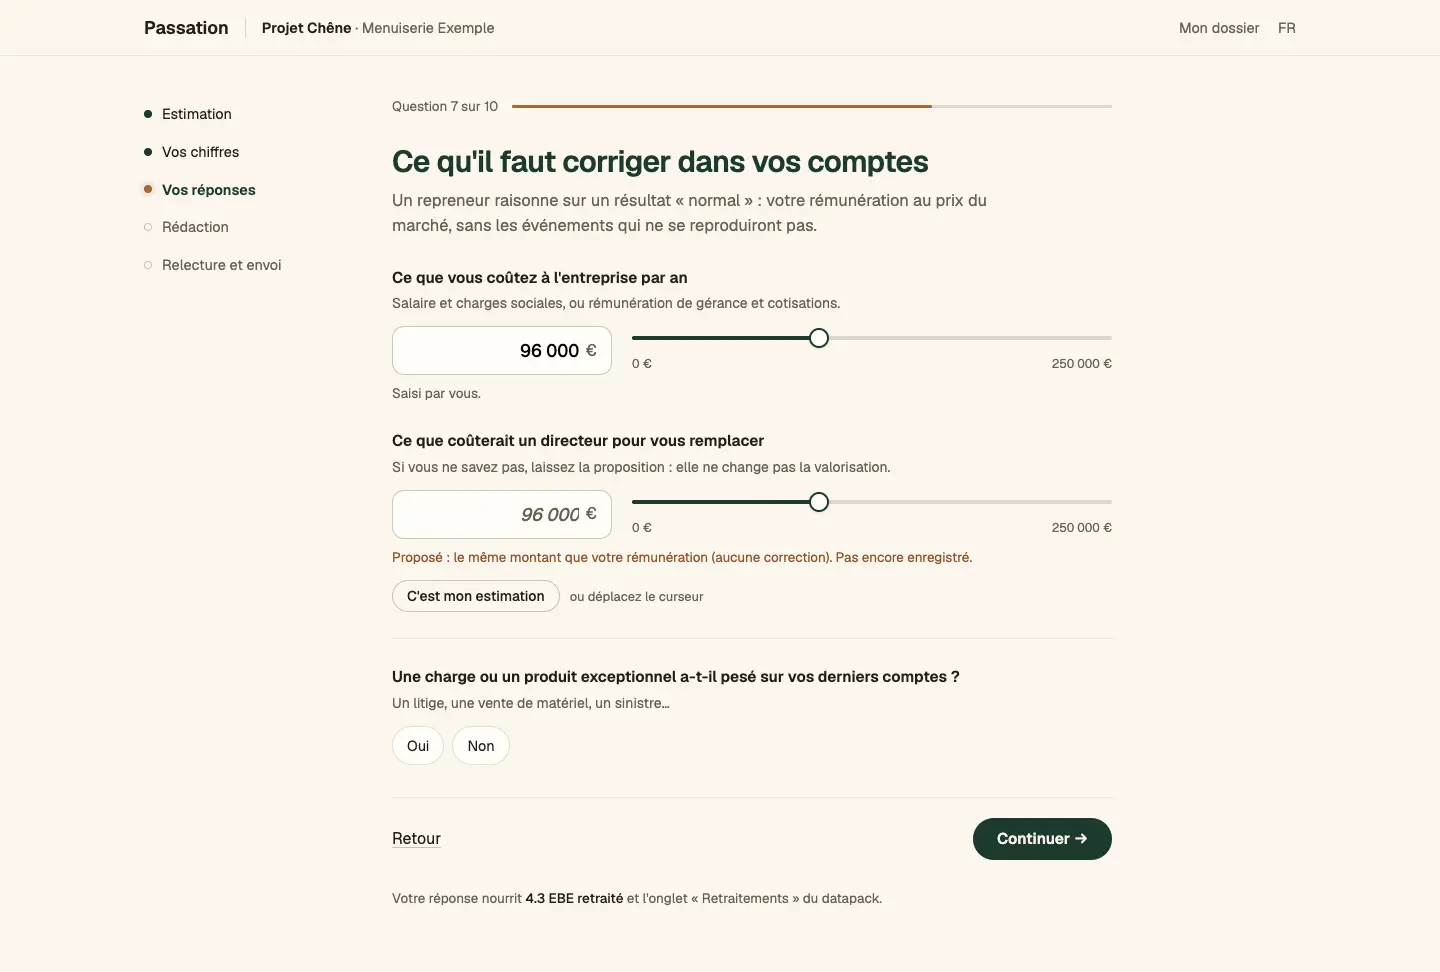 Passation
Projet Chêne · Menuiserie Exemple
Mon dossier
FR
Estimation
Vos chiffres
Vos réponses
Rédaction
Relecture et envoi
Question 7 sur 10
Ce qu'il faut corriger dans vos comptes
Un repreneur raisonne sur un résultat « normal » : votre rémunération au prix du
marché, sans les événements qui ne se reproduiront pas.
Ce que vous coûtez à l'entreprise par an
Salaire et charges sociales, ou rémunération de gérance et cotisations.
96 000 €
0 €
250 000 €
Saisi par vous.
Ce que coûterait un directeur pour vous remplacer
Si vous ne savez pas, laissez la proposition : elle ne change pas la valorisation.
96 000 €
0 €
250 000 €
Proposé : le même montant que votre rémunération (aucune correction). Pas encore enregistré.
C'est mon estimation
ou déplacez le curseur
Une charge ou un produit exceptionnel a-t-il pesé sur vos derniers comptes ?
Un litige, une vente de matériel, un sinistre…
Oui
Non
Retour
Continuer →
Votre réponse nourrit 4.3 EBE retraité et l'onglet « Retraitements » du datapack.